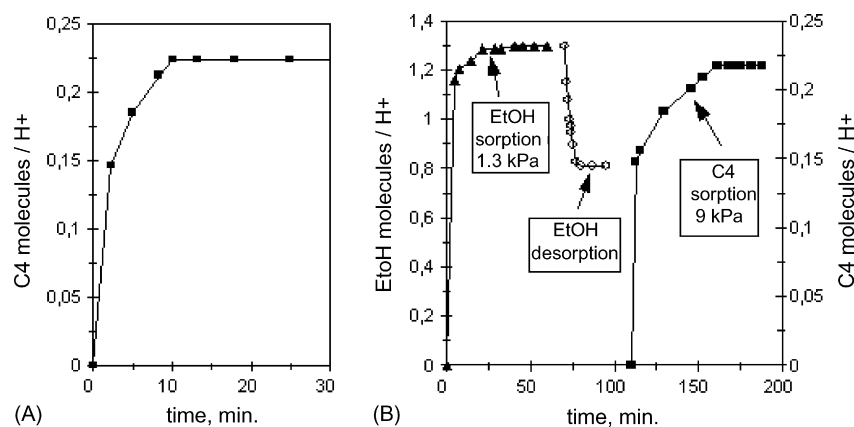 0,25
0,2
0,15
0,1
0,05
0
C4 molecules / H+
0 10 20 30
time, min.
(A)
1.4
1.2
1.0
0.8
0.6
0.4
0.2
0
EtoH molecules / H+
EtOH
sorption
1.3 kPa
EtOH
desorption
C4
sorption
9 kPa
0,25
0,2
0,15
0,1
0,05
0
C4 molecules / H+
0 25 50 75 100 150 200
time, min.
(B)